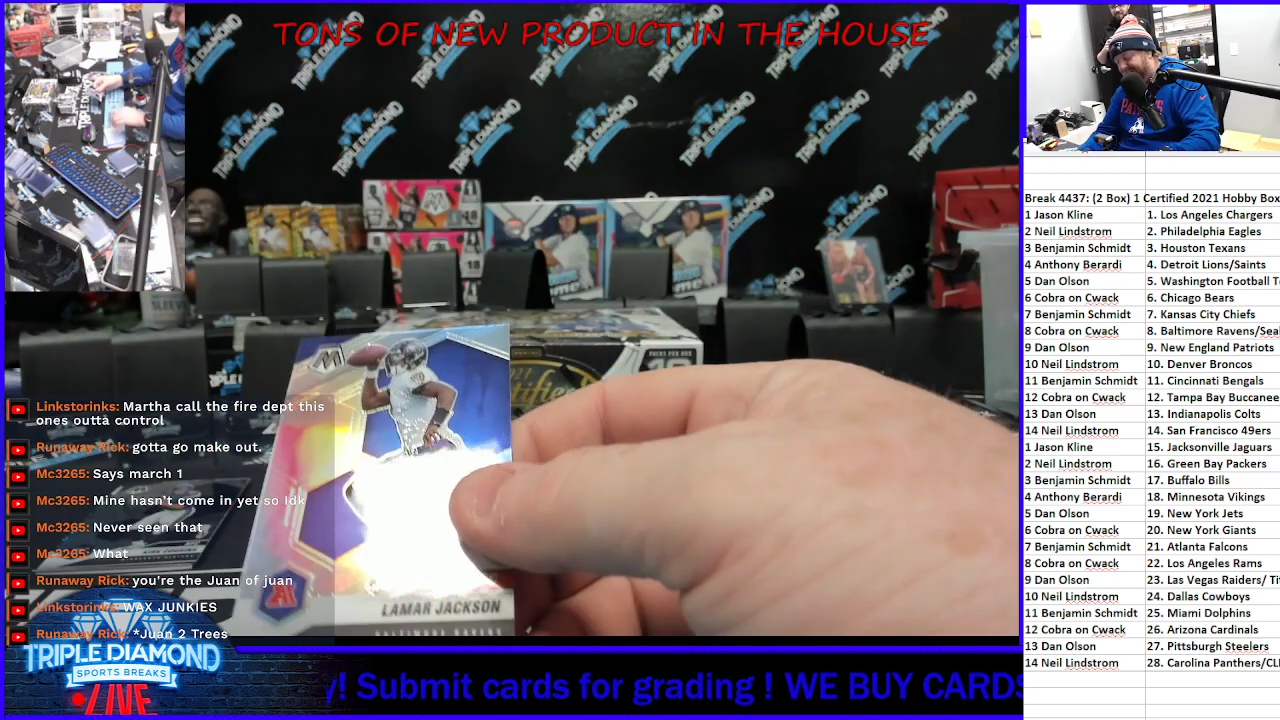 TONS OF NEW PRODUCT IN THE HOUSE
TRIPLE DIAMOND
PATRIOTS
SLEEVE
PACKS PER BOX
10
LAMAR JACKSON
Linkstorinks: Martha call the fire dept this
ones outta control
Runaway Rick: gotta go make out.
Mc3265: Says march 1
Mc3265: Mine hasn't come in yet so Idk
Mc3265: Never seen that
Mc3265: What
Runaway Rick: you're the Juan of juan
Linkstorinks: WAX JUNKIES
Runaway Rick: *Juan 2 Trees
TRIPLE DIAMOND
SPORTS BREAKS
LIVE
! Submit cards for grading ! WE BUY CARDS
Break 4437: (2 Box) 1 Certified 2021 Hobby Box
1 Jason Kline 1. Los Angeles Charge
2 Neil Lindstrom 2. Philadelphia Eagles
3 Benjamin Schmidt 3. Houston Texans
4 Anthony Berardi 4. Detroit Lions/Saints
5 Dan Olson 5. Washington Football T
6 Cobra on Cwack 6. Chicago Bears
7 Benjamin Schmidt 7. Kansas City Chiefs
8 Cobra on Cwack 8. Baltimore Ravens/Se
9 Dan Olson 9. New England Patriots
10 Neil Lindstrom 10. Denver Broncos
11 Benjamin Schmidt 11. Cincinnati Bengals
12 Cobra on Cwack 12. Tampa Bay Buccanee
13 Dan Olson 13. Indianapolis Colts
14 Neil Lindstrom 14. San Francisco 49ers
1 Jason Kline 15. Jacksonville Jaguars
2 Neil Lindstrom 16. Green Bay Packers
3 Benjamin Schmidt 17. Buffalo Bills
4 Anthony Berardi 18. Minnesota Vikings
5 Dan Olson 19. New York Jets
6 Cobra on Cwack 20. New York Giants
7 Benjamin Schmidt 21. Atlanta Falcons
8 Cobra on Cwack 22. Los Angeles Rams
9 Dan Olson 23. Las Vegas Raiders/ Ti
10 Neil Lindstrom 24. Dallas Cowboys
11 Benjamin Schmidt 25. Miami Dolphins
12 Cobra on Cwack 26. Arizona Cardinals
13 Dan Olson 27. Pittsburgh Steelers
14 Neil Lindstrom 28. Carolina Panthers/CL